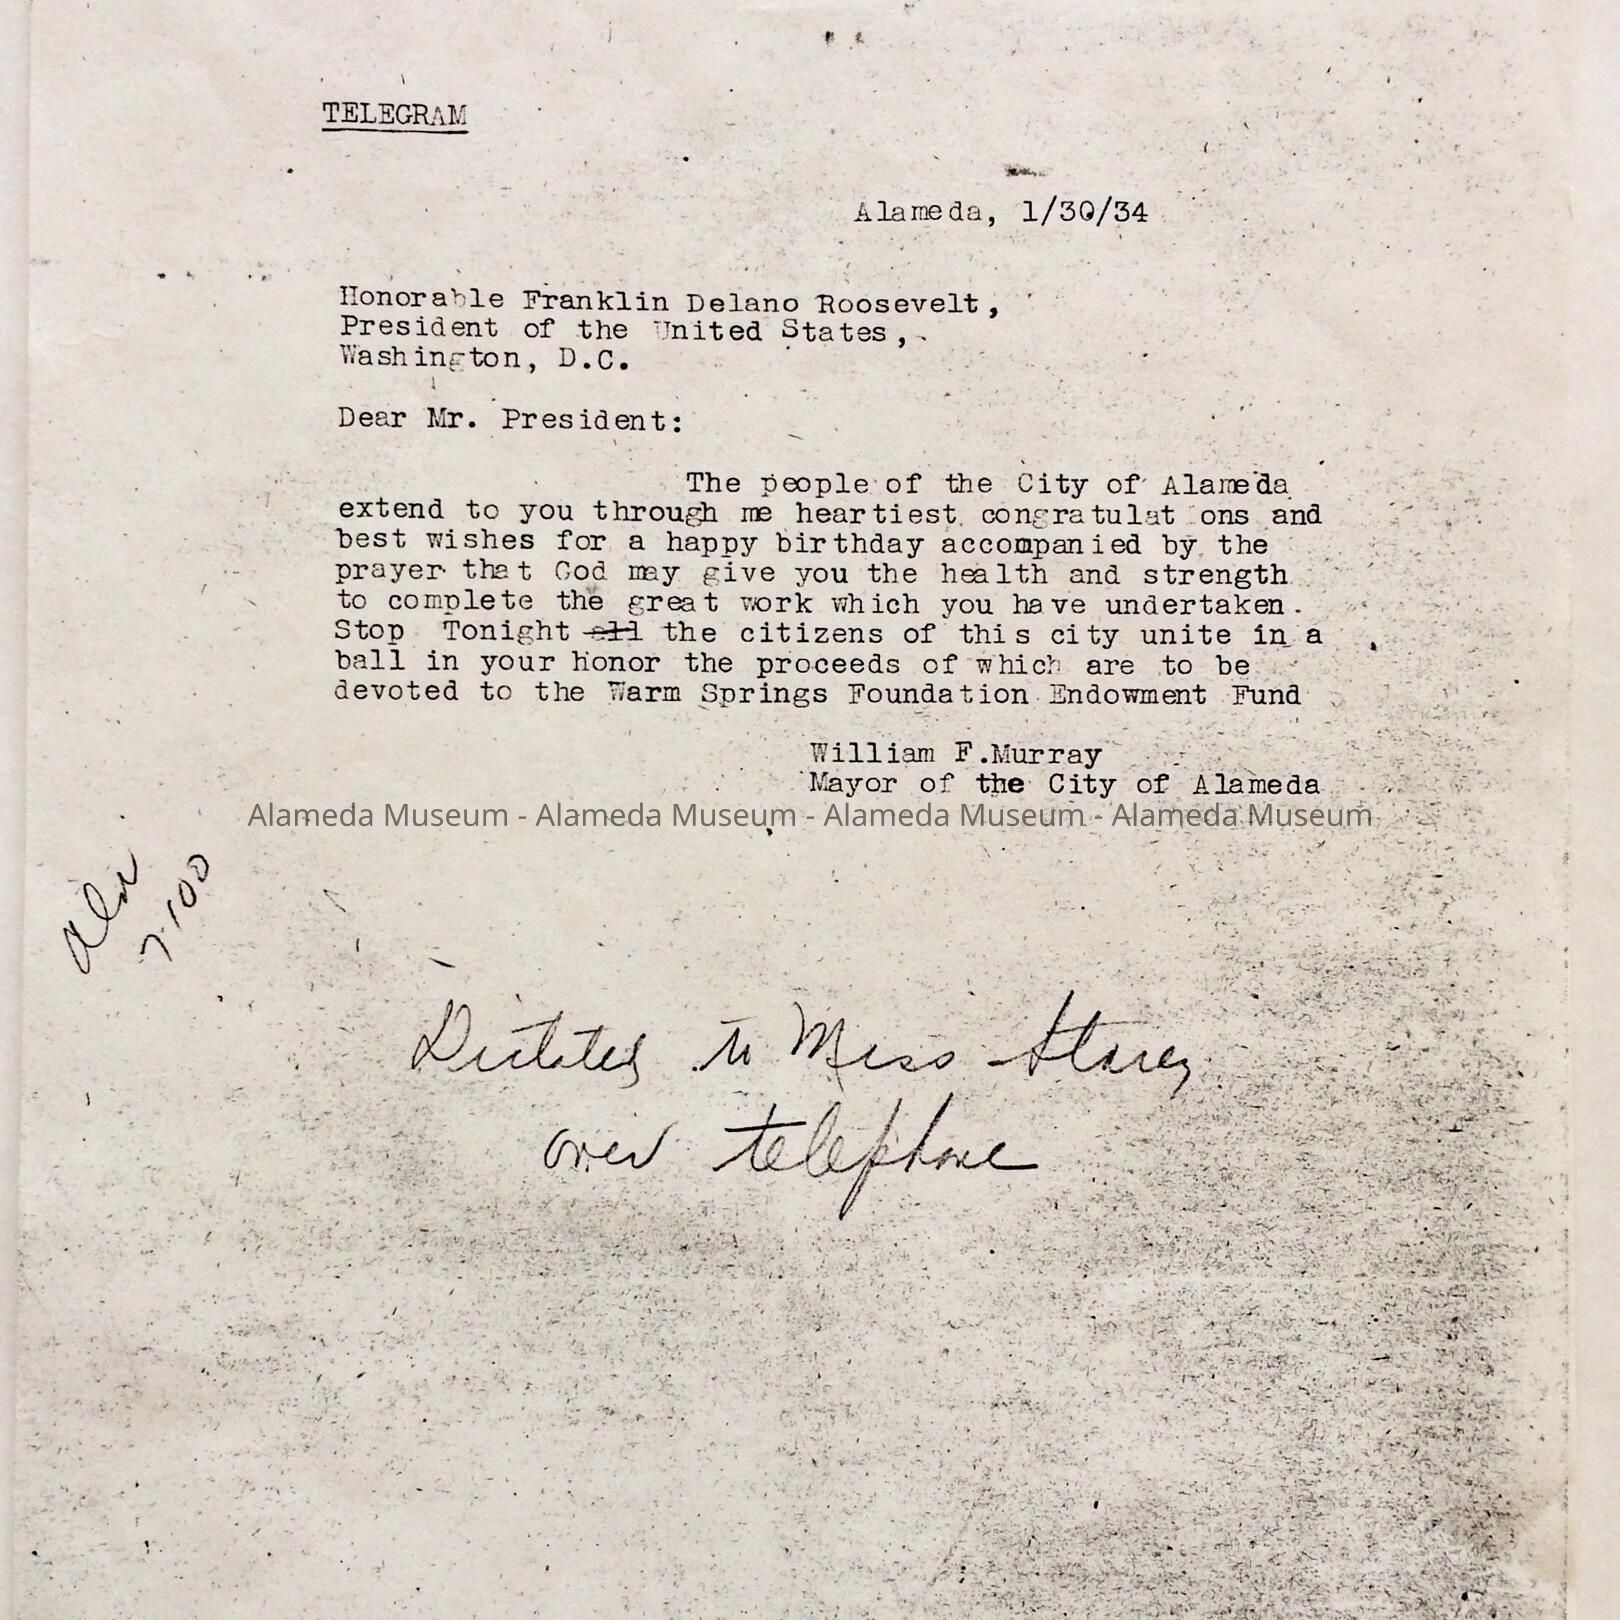 TELEGRAM
Alameda, 1/30/34
Honorable Franklin Delano Roosevelt,
President of the United States,
Washington, D.C.
Dear Mr. President:
The people of the City of Alameda
extend to you through me heartiest congratulat ons and
best wishes for a happy birthday accompanied by the
prayer that God may give you the health and strength
to complete the great work which you have undertaken.
Stop Tonight all the citizens of this city unite in a
ball in your honor the proceeds of which are to be
devoted to the Warm Springs Foundation Endowment Fund
William F.Murray
Mayor of the City of Alameda
Alameda Museum - Alameda Museum - Alameda Museum - Alameda Museum
7-100
Dictated to Miss Storey
over telephone